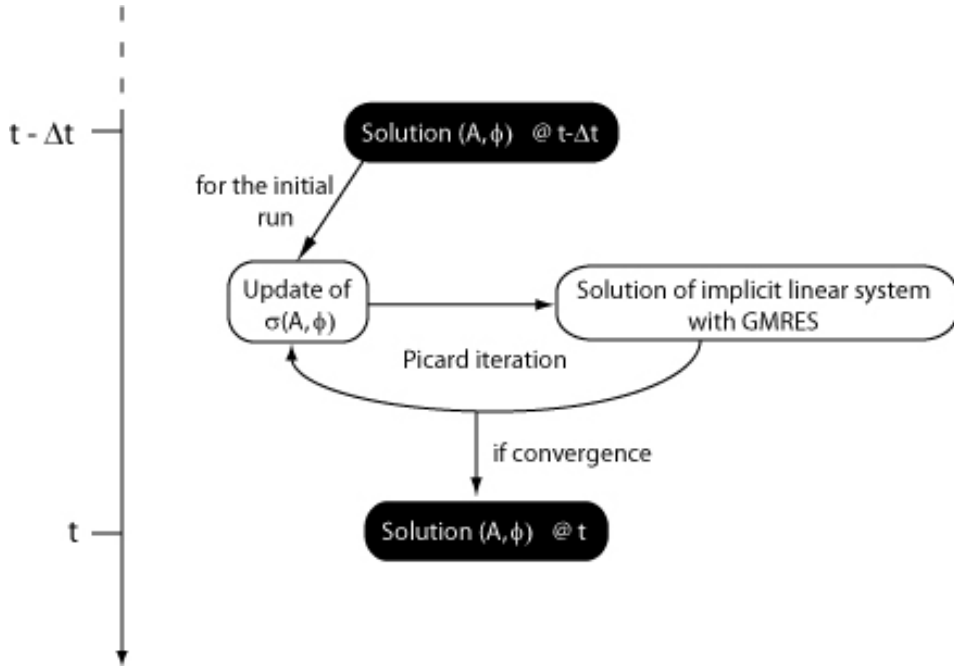 t - Δt
Solution (A,ϕ) @ t-Δt
for the initial
run
Update of
σ(A,ϕ)
Solution of implicit linear system
with GMRES
Picard iteration
if convergence
t
Solution (A,ϕ) @ t